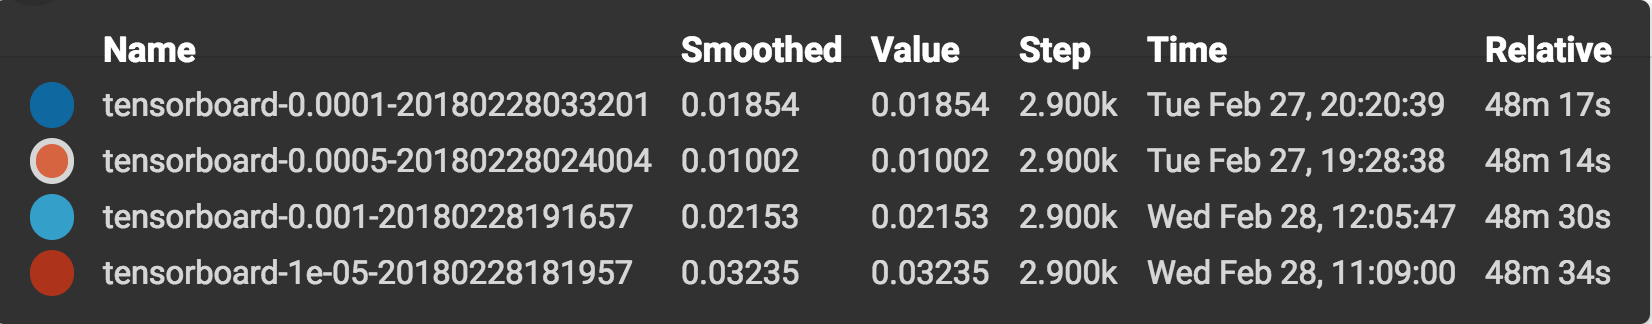 Name Smoothed Value Step Time Relative
tensorboard-0.0001-20180228033201 0.01854 0.01854 2.900k Tue Feb 27, 20:20:39 48m 17s
tensorboard-0.0005-20180228024004 0.01002 0.01002 2.900k Tue Feb 27, 19:28:38 48m 14s
tensorboard-0.001-20180228191657 0.02153 0.02153 2.900k Wed Feb 28, 12:05:47 48m 30s
tensorboard-1e-05-20180228181957 0.03235 0.03235 2.900k Wed Feb 28, 11:09:00 48m 34s